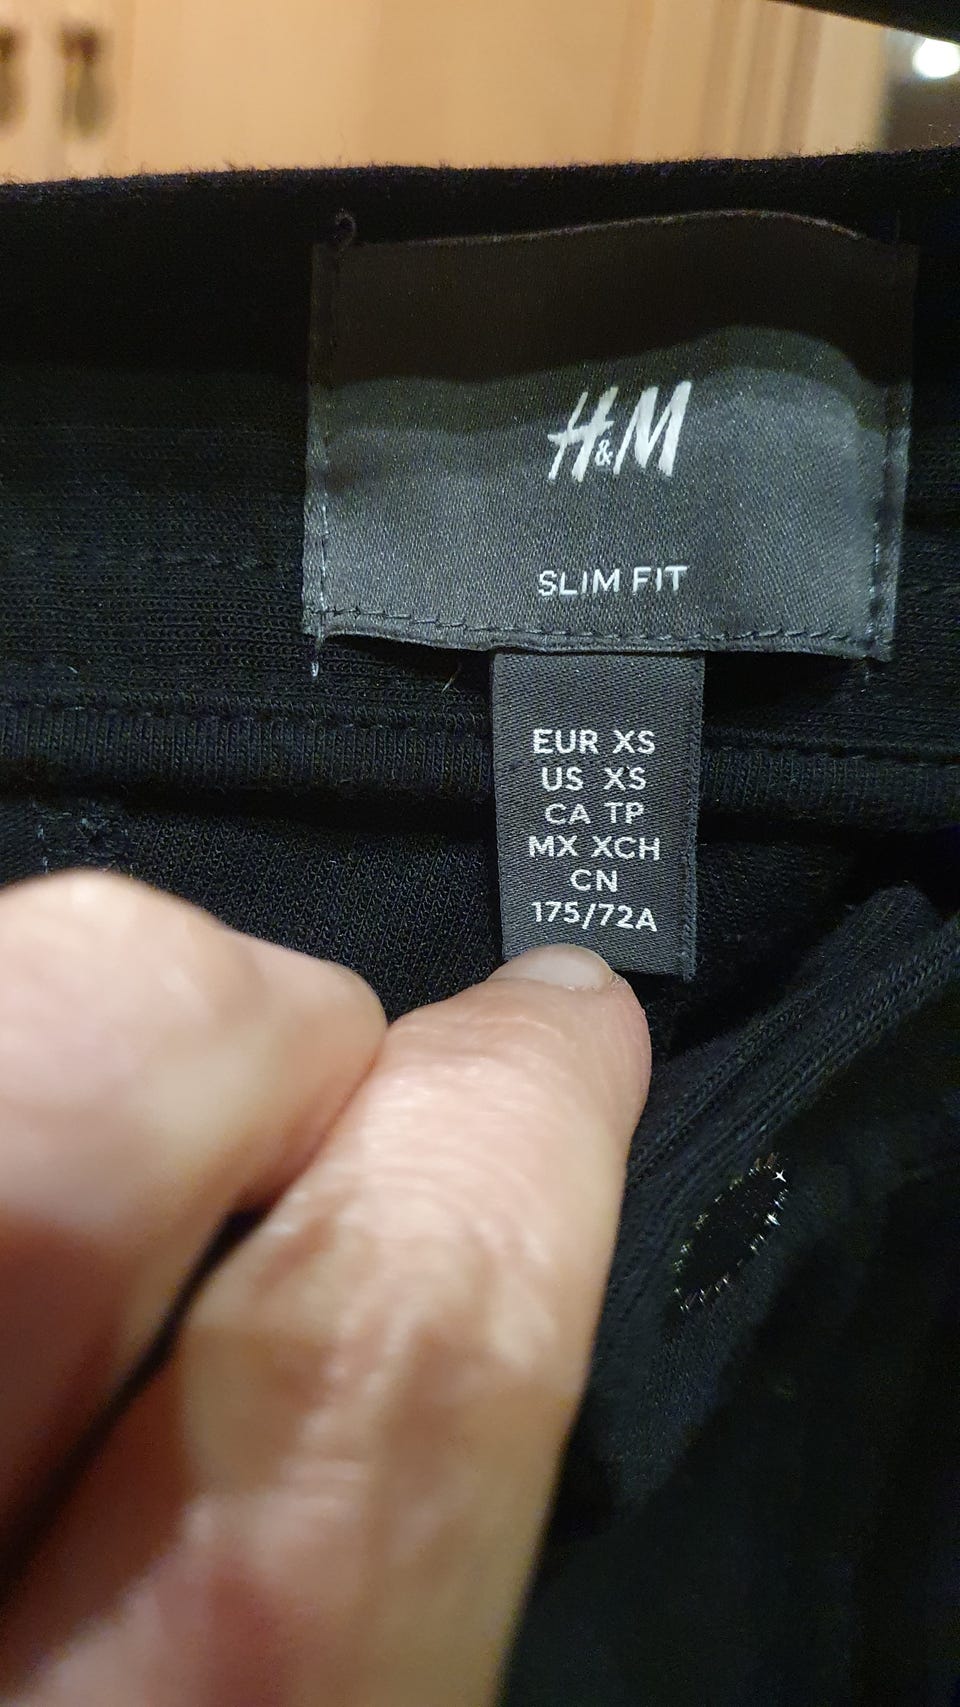 H&M
SLIM FIT
EUR XS
US XS
CA TP
MX XCH
CN
175/72A